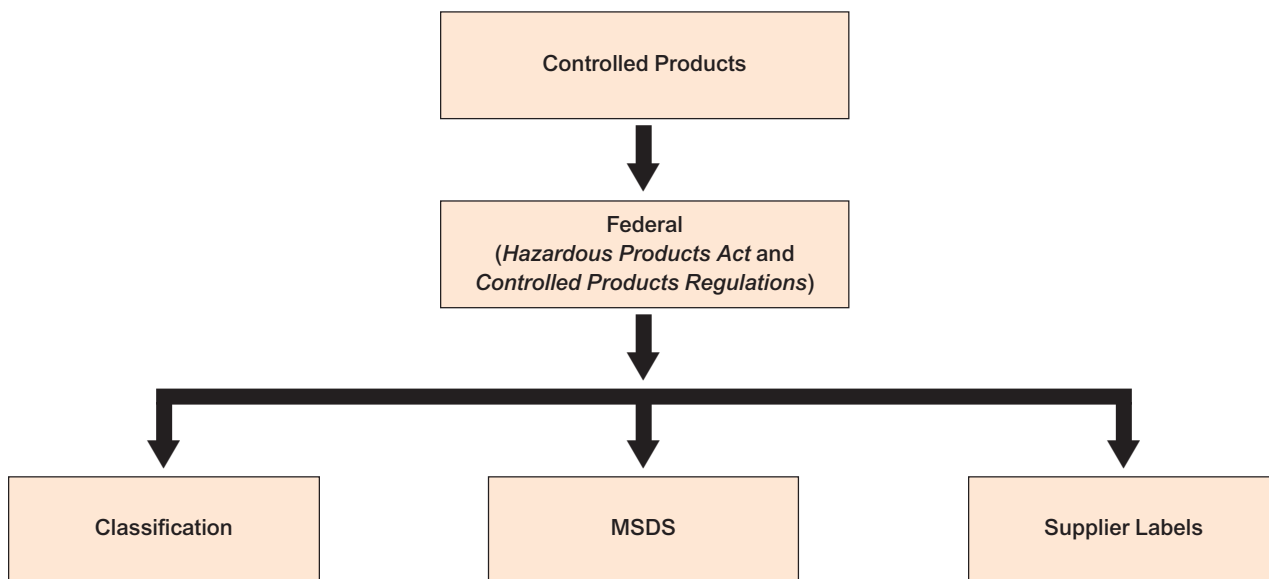 Controlled Products
Federal
(Hazardous Products Act and
Controlled Products Regulations)
Classification
MSDS
Supplier Labels